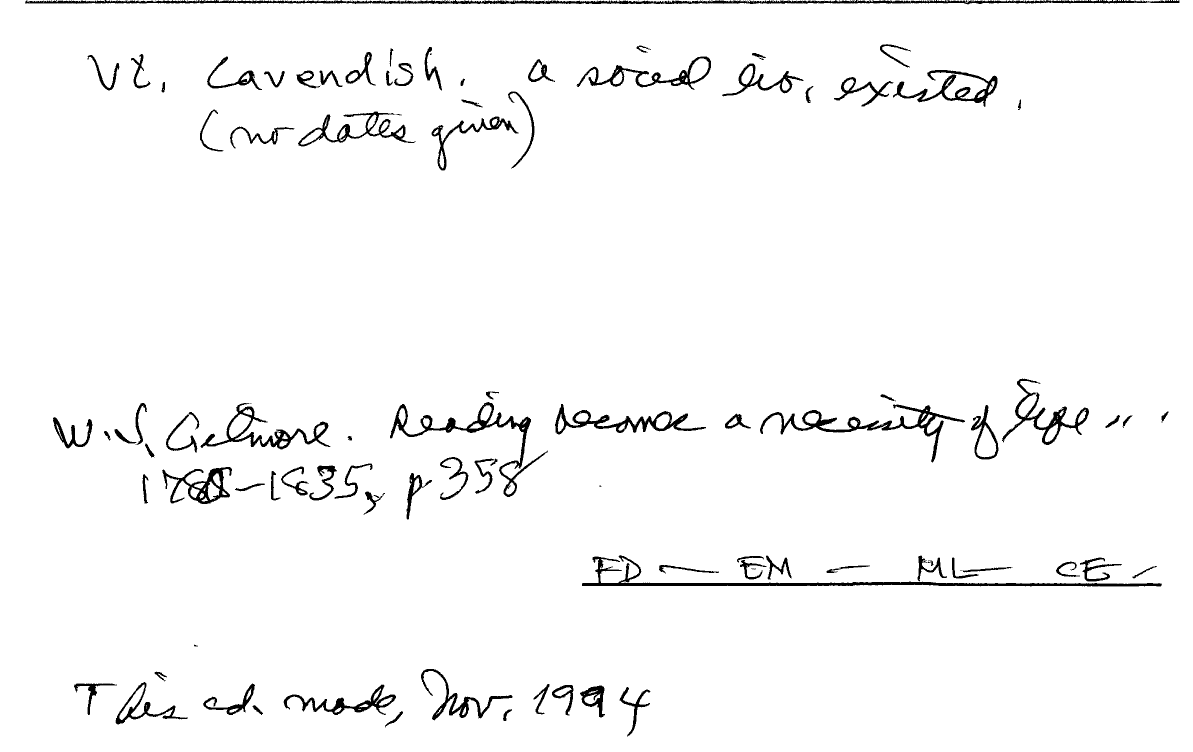 Vt. Cavendish. a social lib. existed.
(no dates given)
W.J. Gilmore. Reading becomes a necessity of life ...
1780-1835, p 358
FD — EM — ML — CE —
This cd. made, Nov. 1994